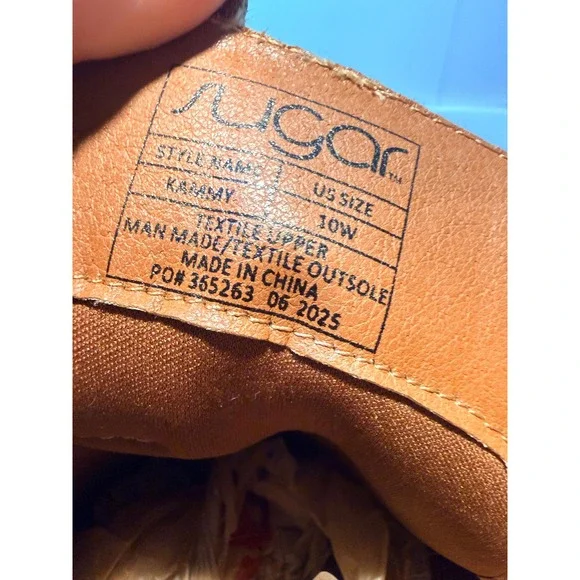 sugar™
STYLE NAME
US SIZE
KAMMY
10W
TEXTILE UPPER
MAN MADE/TEXTILE OUTSOLE
MADE IN CHINA
PO# 365263 06 2025